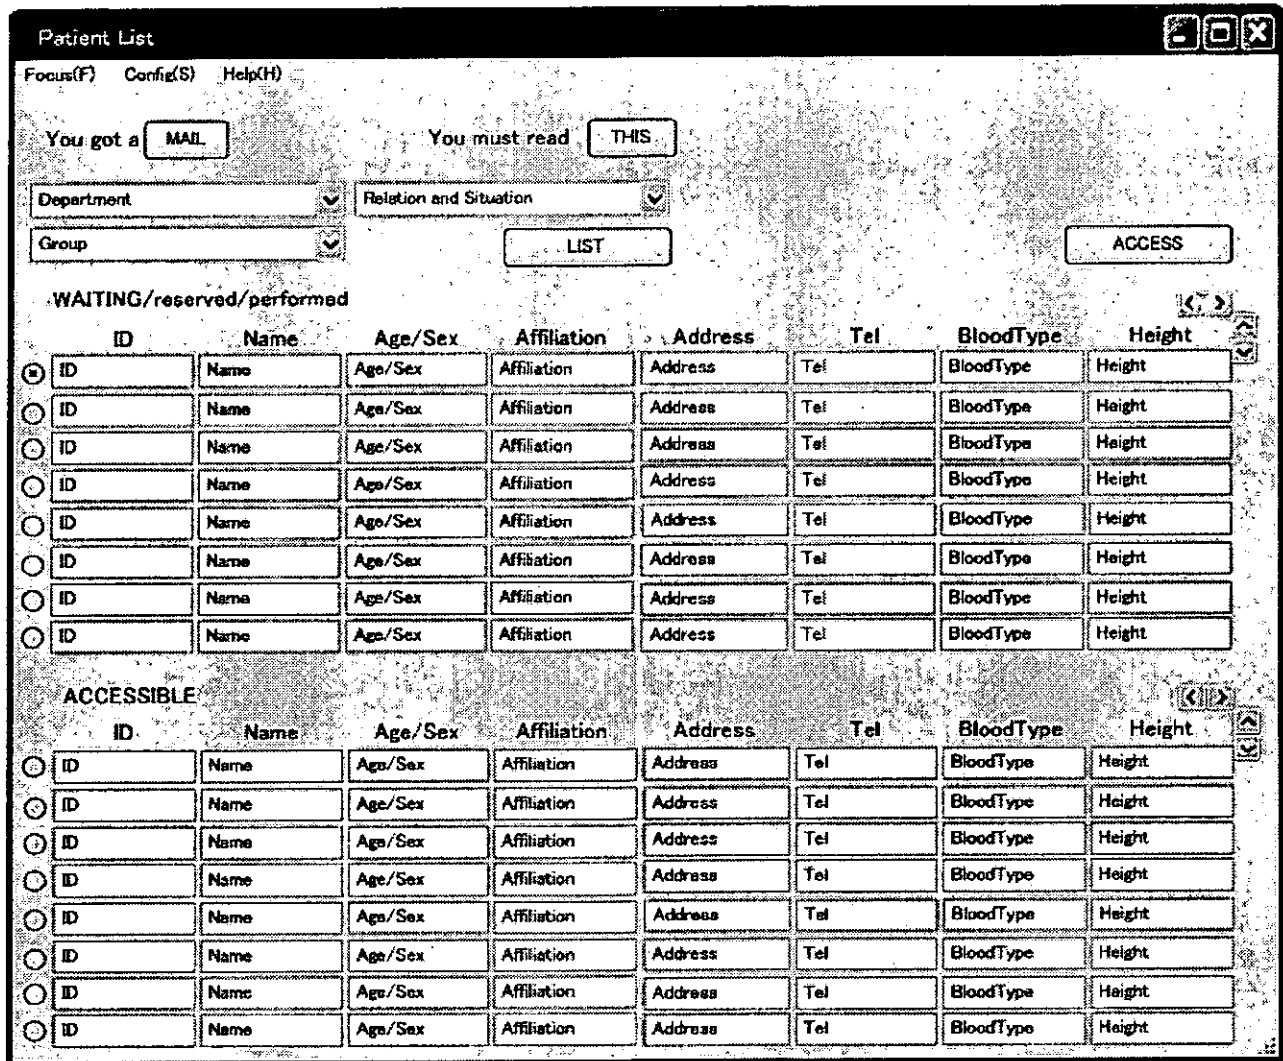 Patient List
Focus(F) Config(S) Help(H)
You got a MAIL You must read THIS
Department Relation and Situation
Group LIST ACCESS
WAITING/reserved/performed
ID Name Age/Sex Affiliation Address Tel BloodType Height
ID Name Age/Sex Affiliation Address Tel BloodType Height
ID Name Age/Sex Affiliation Address Tel BloodType Height
ID Name Age/Sex Affiliation Address Tel BloodType Height
ID Name Age/Sex Affiliation Address Tel BloodType Height
ID Name Age/Sex Affiliation Address Tel BloodType Height
ID Name Age/Sex Affiliation Address Tel BloodType Height
ID Name Age/Sex Affiliation Address Tel BloodType Height
ID Name Age/Sex Affiliation Address Tel BloodType Height
ACCESSIBLE
ID Name Age/Sex Affiliation Address Tel BloodType Height
ID Name Age/Sex Affiliation Address Tel BloodType Height
ID Name Age/Sex Affiliation Address Tel BloodType Height
ID Name Age/Sex Affiliation Address Tel BloodType Height
ID Name Age/Sex Affiliation Address Tel BloodType Height
ID Name Age/Sex Affiliation Address Tel BloodType Height
ID Name Age/Sex Affiliation Address Tel BloodType Height
ID Name Age/Sex Affiliation Address Tel BloodType Height
ID Name Age/Sex Affiliation Address Tel BloodType Height